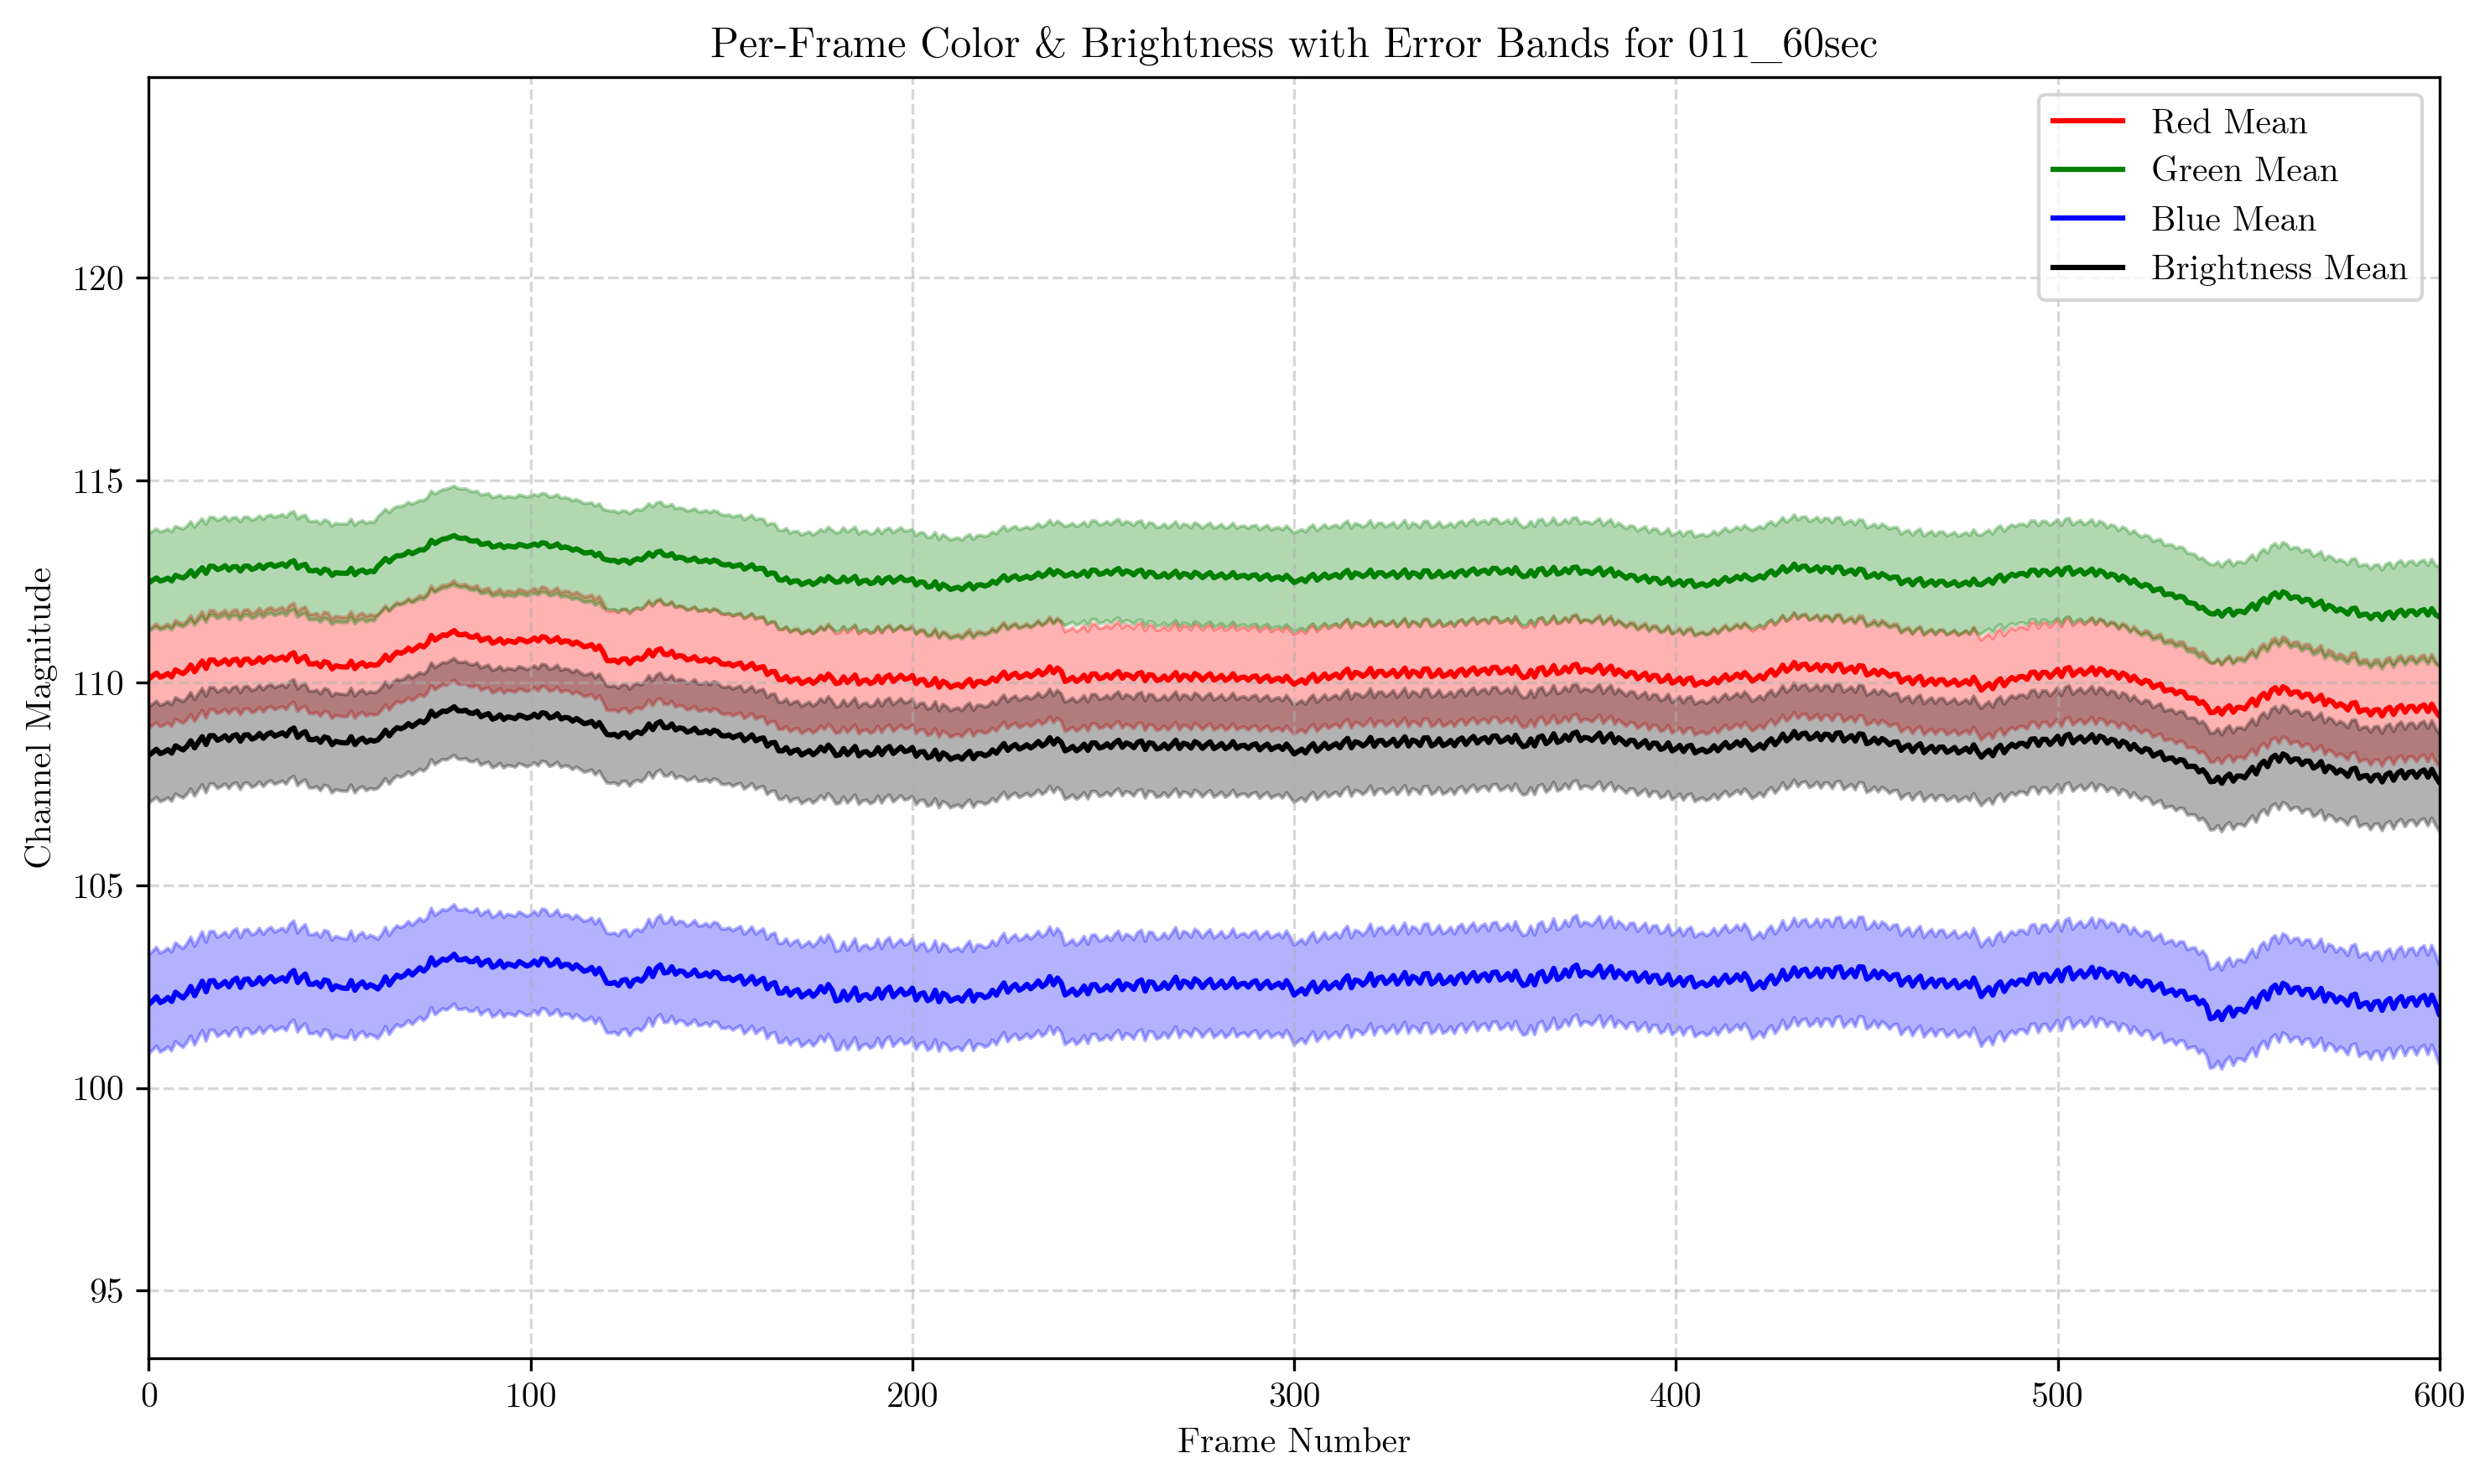 Per-Frame Color & Brightness with Error Bands for 011_60sec
Red Mean
Green Mean
Blue Mean
Brightness Mean
Channel Magnitude
120
115
110
105
100
95
0 100 200 300 400 500 600
Frame Number